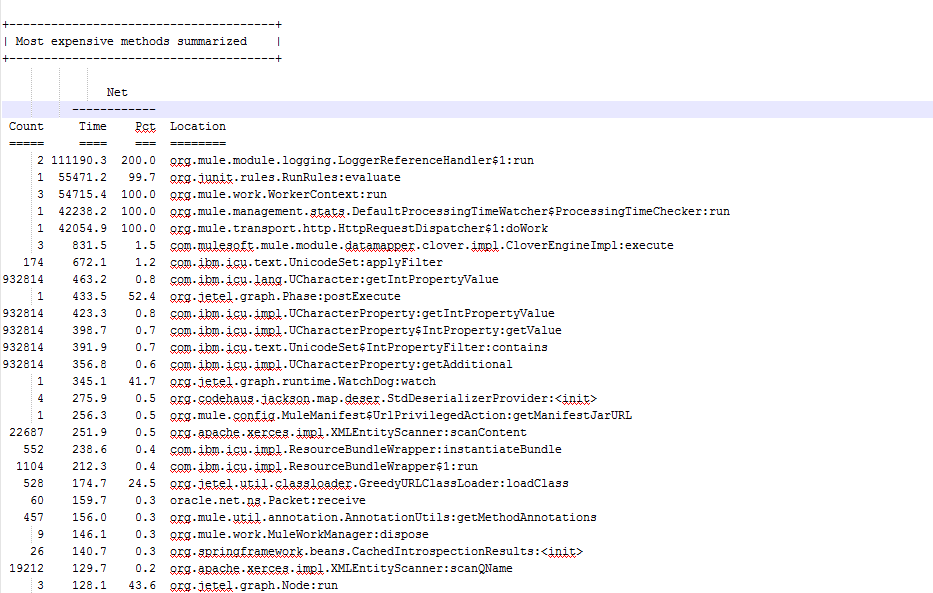 +--------------------------------------+
| Most expensive methods summarized    |
+--------------------------------------+
Net
------------
Count     Time    Pct  Location
=====     ====    ===  ========
2 111190.3  200.0  org.mule.module.logging.LoggerReferenceHandler$1:run
1  55471.2   99.7  org.junit.rules.RunRules:evaluate
3  54715.4  100.0  org.mule.work.WorkerContext:run
1  42238.2  100.0  org.mule.management.stats.DefaultProcessingTimeWatcher$ProcessingTimeChecker:run
1  42054.9  100.0  org.mule.transport.http.HttpRequestDispatcher$1:doWork
3    831.5    1.5  com.mulesoft.mule.module.datamapper.clover.impl.CloverEngineImpl:execute
174    672.1    1.2  com.ibm.icu.text.UnicodeSet:applyFilter
932814    463.2    0.8  com.ibm.icu.lang.UCharacter:getIntPropertyValue
1    433.5   52.4  org.jetel.graph.Phase:postExecute
932814    423.3    0.8  com.ibm.icu.impl.UCharacterProperty:getIntPropertyValue
932814    398.7    0.7  com.ibm.icu.impl.UCharacterProperty$IntProperty:getValue
932814    391.9    0.7  com.ibm.icu.text.UnicodeSet$IntPropertyFilter:contains
932814    356.8    0.6  com.ibm.icu.impl.UCharacterProperty:getAdditional
1    345.1   41.7  org.jetel.graph.runtime.WatchDog:watch
4    275.9    0.5  org.codehaus.jackson.map.deser.StdDeserializerProvider:<init>
1    256.3    0.5  org.mule.config.MuleManifest$UrlPrivilegedAction:getManifestJarURL
22687    251.9    0.5  org.apache.xerces.impl.XMLEntityScanner:scanContent
552    238.6    0.4  com.ibm.icu.impl.ResourceBundleWrapper:instantiateBundle
1104    212.3    0.4  com.ibm.icu.impl.ResourceBundleWrapper$1:run
528    174.7   24.5  org.jetel.util.classloader.GreedyURLClassLoader:loadClass
60    159.7    0.3  oracle.net.ns.Packet:receive
457    156.0    0.3  org.mule.util.annotation.AnnotationUtils:getMethodAnnotations
9    146.1    0.3  org.mule.work.MuleWorkManager:dispose
26    140.7    0.3  org.springframework.beans.CachedIntrospectionResults:<init>
19212    129.7    0.2  org.apache.xerces.impl.XMLEntityScanner:scanQName
3    128.1   43.6  org.jetel.graph.Node:run